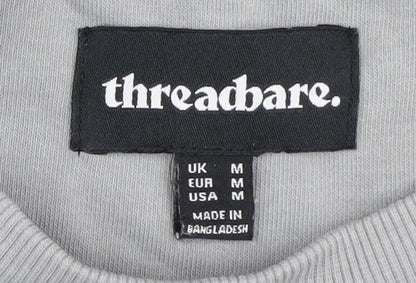 threadbare.
UK M
EUR M
USA M
MADE IN
BANGLADESH